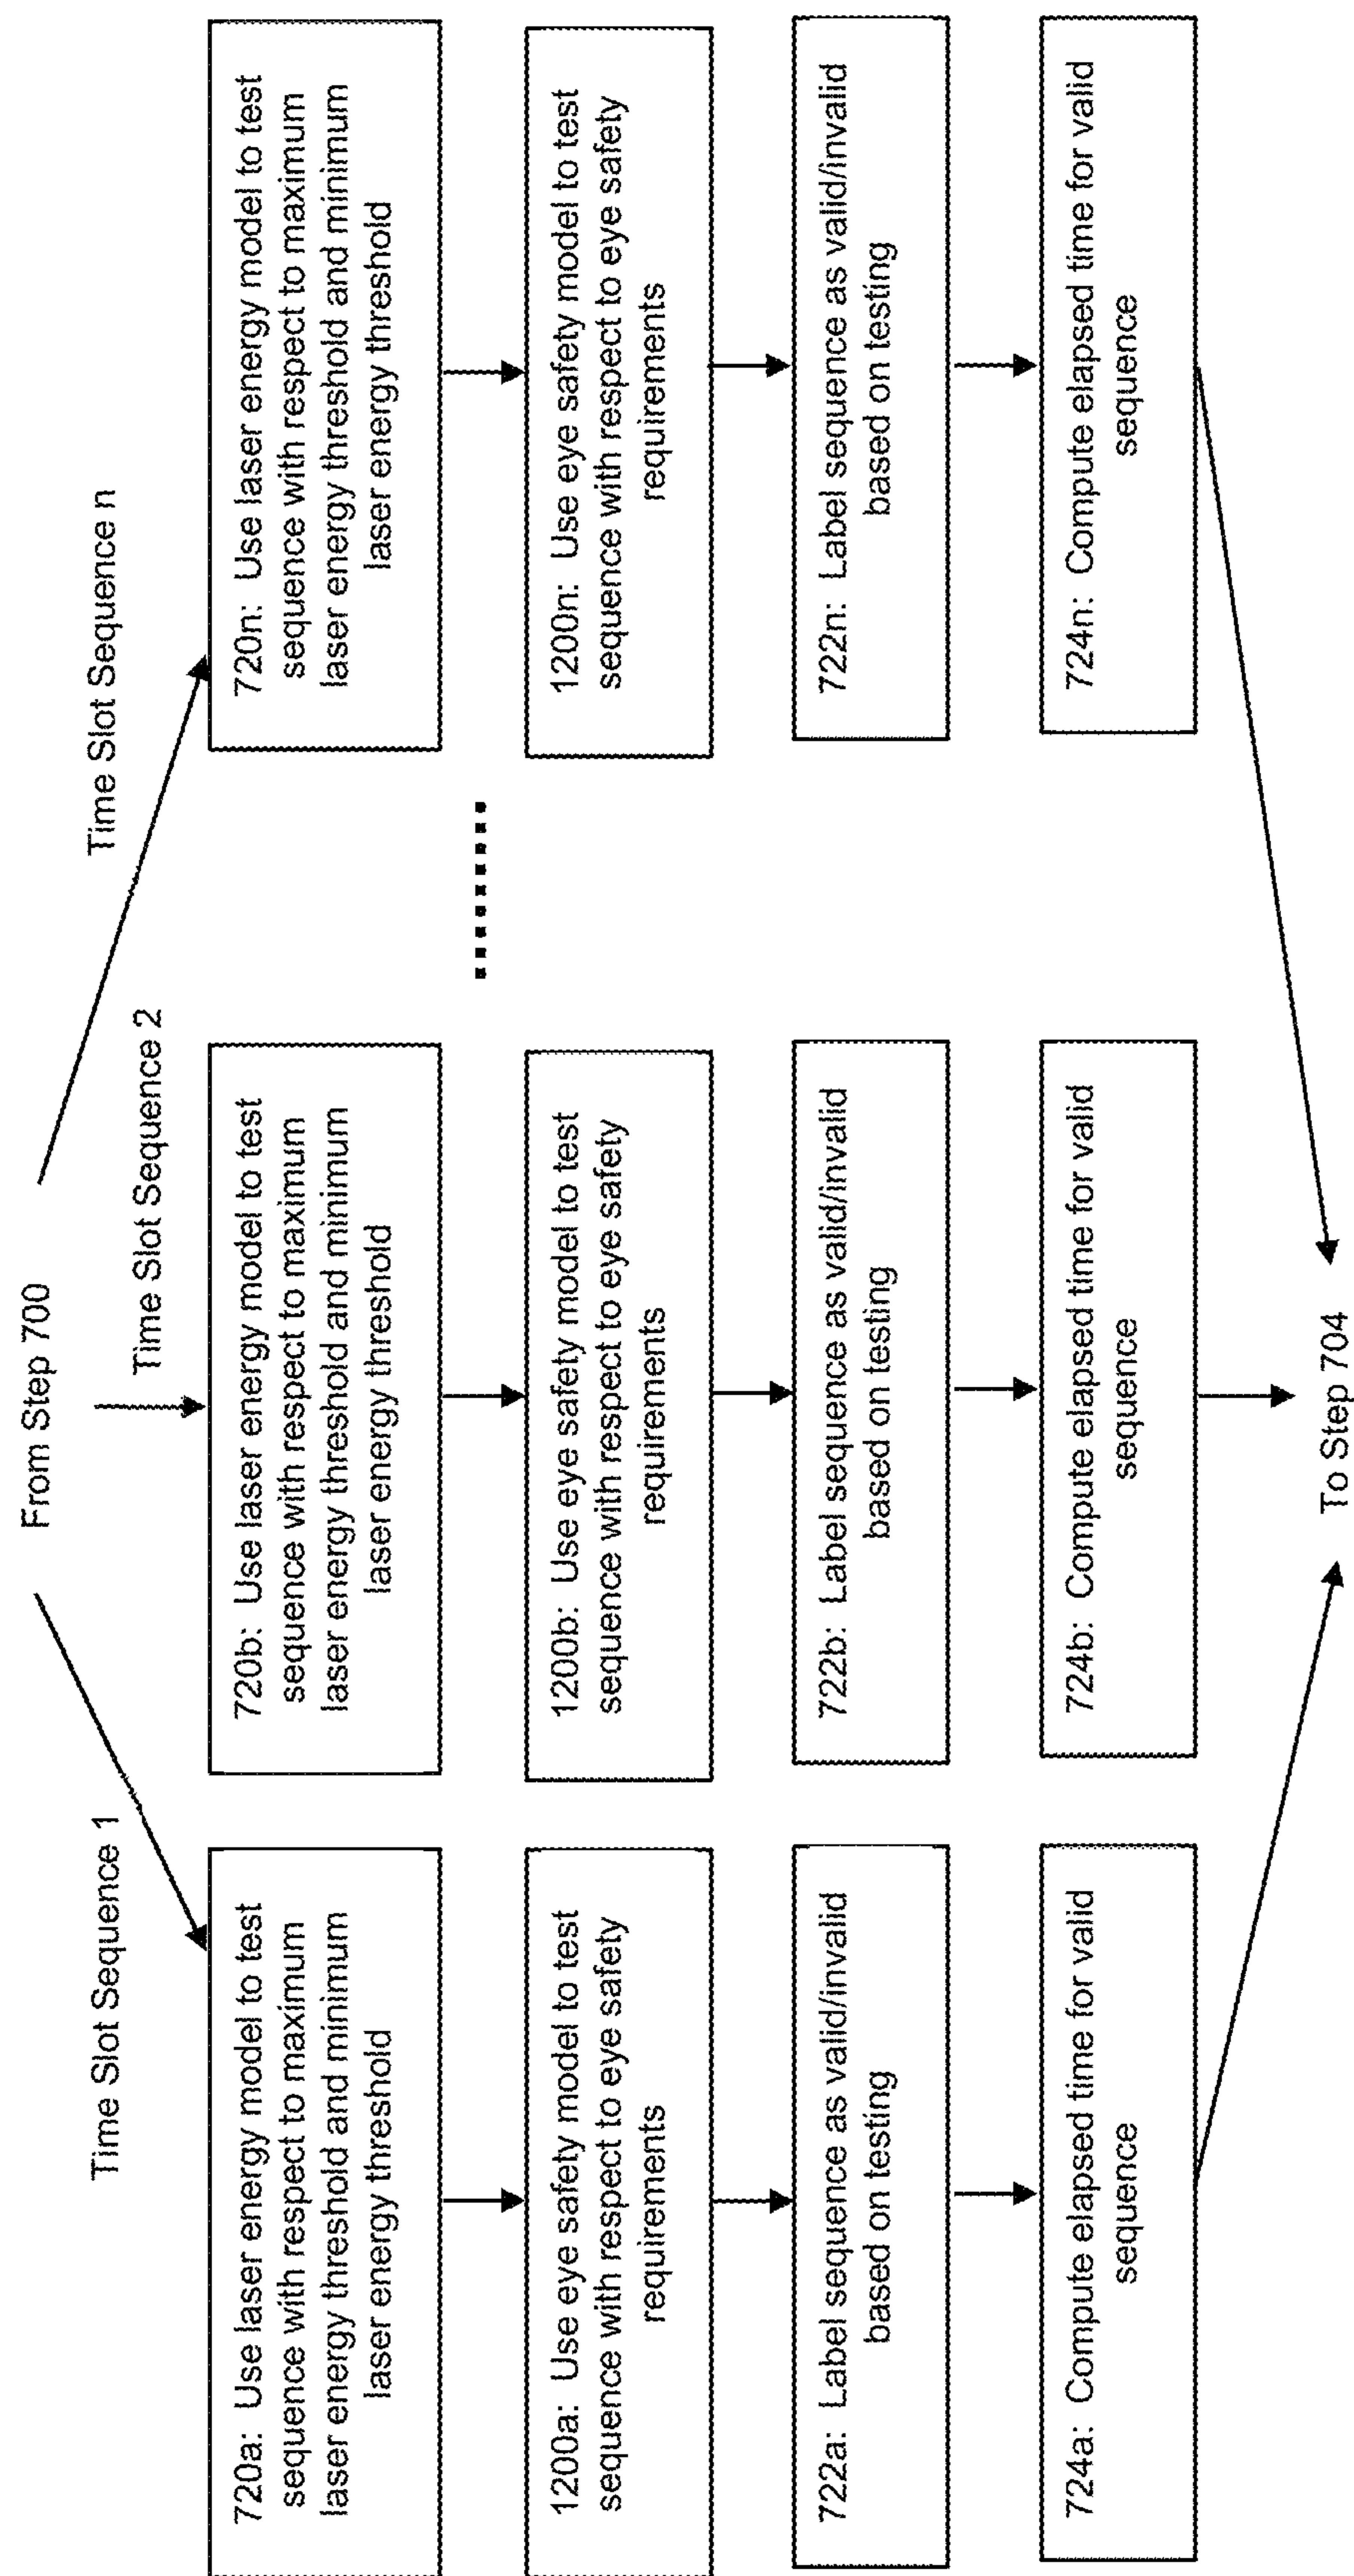 From Step 700
Time Slot Sequence 1
Time Slot Sequence 2
Time Slot Sequence n
720a: Use laser energy model to test
sequence with respect to maximum
laser energy threshold and minimum
laser energy threshold
1200a: Use eye safety model to test
sequence with respect to eye safety
requirements
722a: Label sequence as valid/invalid
based on testing
724a: Compute elapsed time for valid
sequence
720b: Use laser energy model to test
sequence with respect to maximum
laser energy threshold and minimum
laser energy threshold
1200b: Use eye safety model to test
sequence with respect to eye safety
requirements
722b: Label sequence as valid/invalid
based on testing
724b: Compute elapsed time for valid
sequence
720n: Use laser energy model to test
sequence with respect to maximum
laser energy threshold and minimum
laser energy threshold
1200n: Use eye safety model to test
sequence with respect to eye safety
requirements
722n: Label sequence as valid/invalid
based on testing
724n: Compute elapsed time for valid
sequence
To Step 704